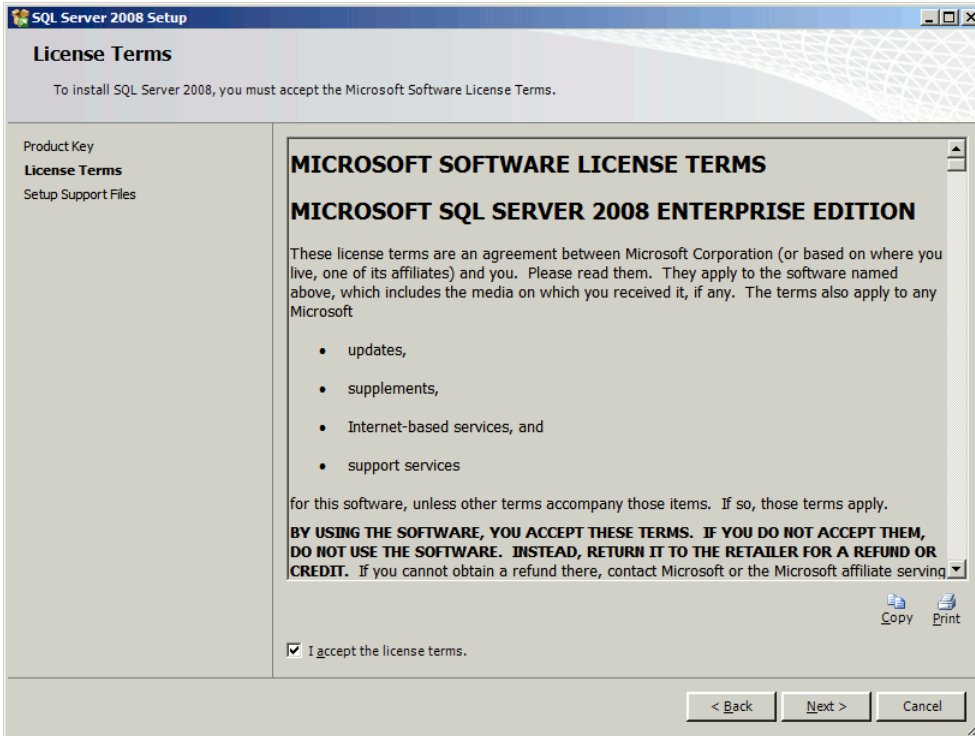 SQL Server 2008 Setup
License Terms
To install SQL Server 2008, you must accept the Microsoft Software License Terms.
Product Key
License Terms
Setup Support Files
MICROSOFT SOFTWARE LICENSE TERMS
MICROSOFT SQL SERVER 2008 ENTERPRISE EDITION
These license terms are an agreement between Microsoft Corporation (or based on where you
live, one of its affiliates) and you.  Please read them.  They apply to the software named
above, which includes the media on which you received it, if any.  The terms also apply to any
Microsoft
• updates,
• supplements,
• Internet-based services, and
• support services
for this software, unless other terms accompany those items.  If so, those terms apply.
BY USING THE SOFTWARE, YOU ACCEPT THESE TERMS.  IF YOU DO NOT ACCEPT THEM,
DO NOT USE THE SOFTWARE.  INSTEAD, RETURN IT TO THE RETAILER FOR A REFUND OR
CREDIT.  If you cannot obtain a refund there, contact Microsoft or the Microsoft affiliate serving
Copy Print
I accept the license terms.
< Back Next > Cancel